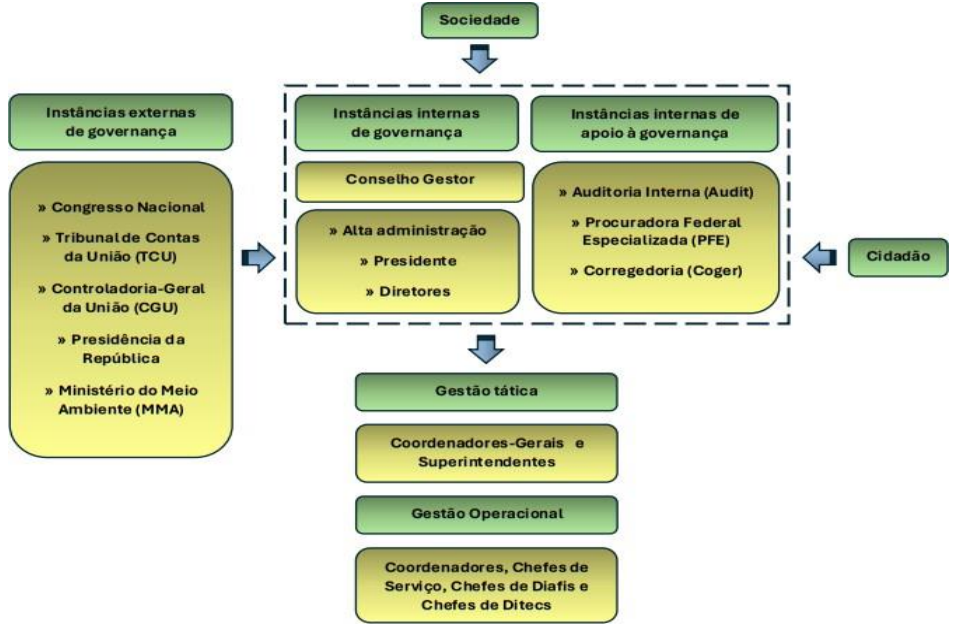 Sociedade
Instâncias externas
de governança
» Congresso Nacional
» Tribunal de Contas
da União (TCU)
» Controladoria-Geral
da União (CGU)
» Presidência da
República
» Ministério do Meio
Ambiente (MMA)
Instâncias internas
de governança
Conselho Gestor
» Alta administração
» Presidente
» Diretores
Instâncias internas de
apoio à governança
» Auditoria Interna (Audit)
» Procuradora Federal
Especializada (PFE)
» Corregedoria (Coger)
Cidadão
Gestão tática
Coordenadores-Gerais e
Superintendentes
Gestão Operacional
Coordenadores, Chefes de
Serviço, Chefes de Diafis e
Chefes de Ditecs